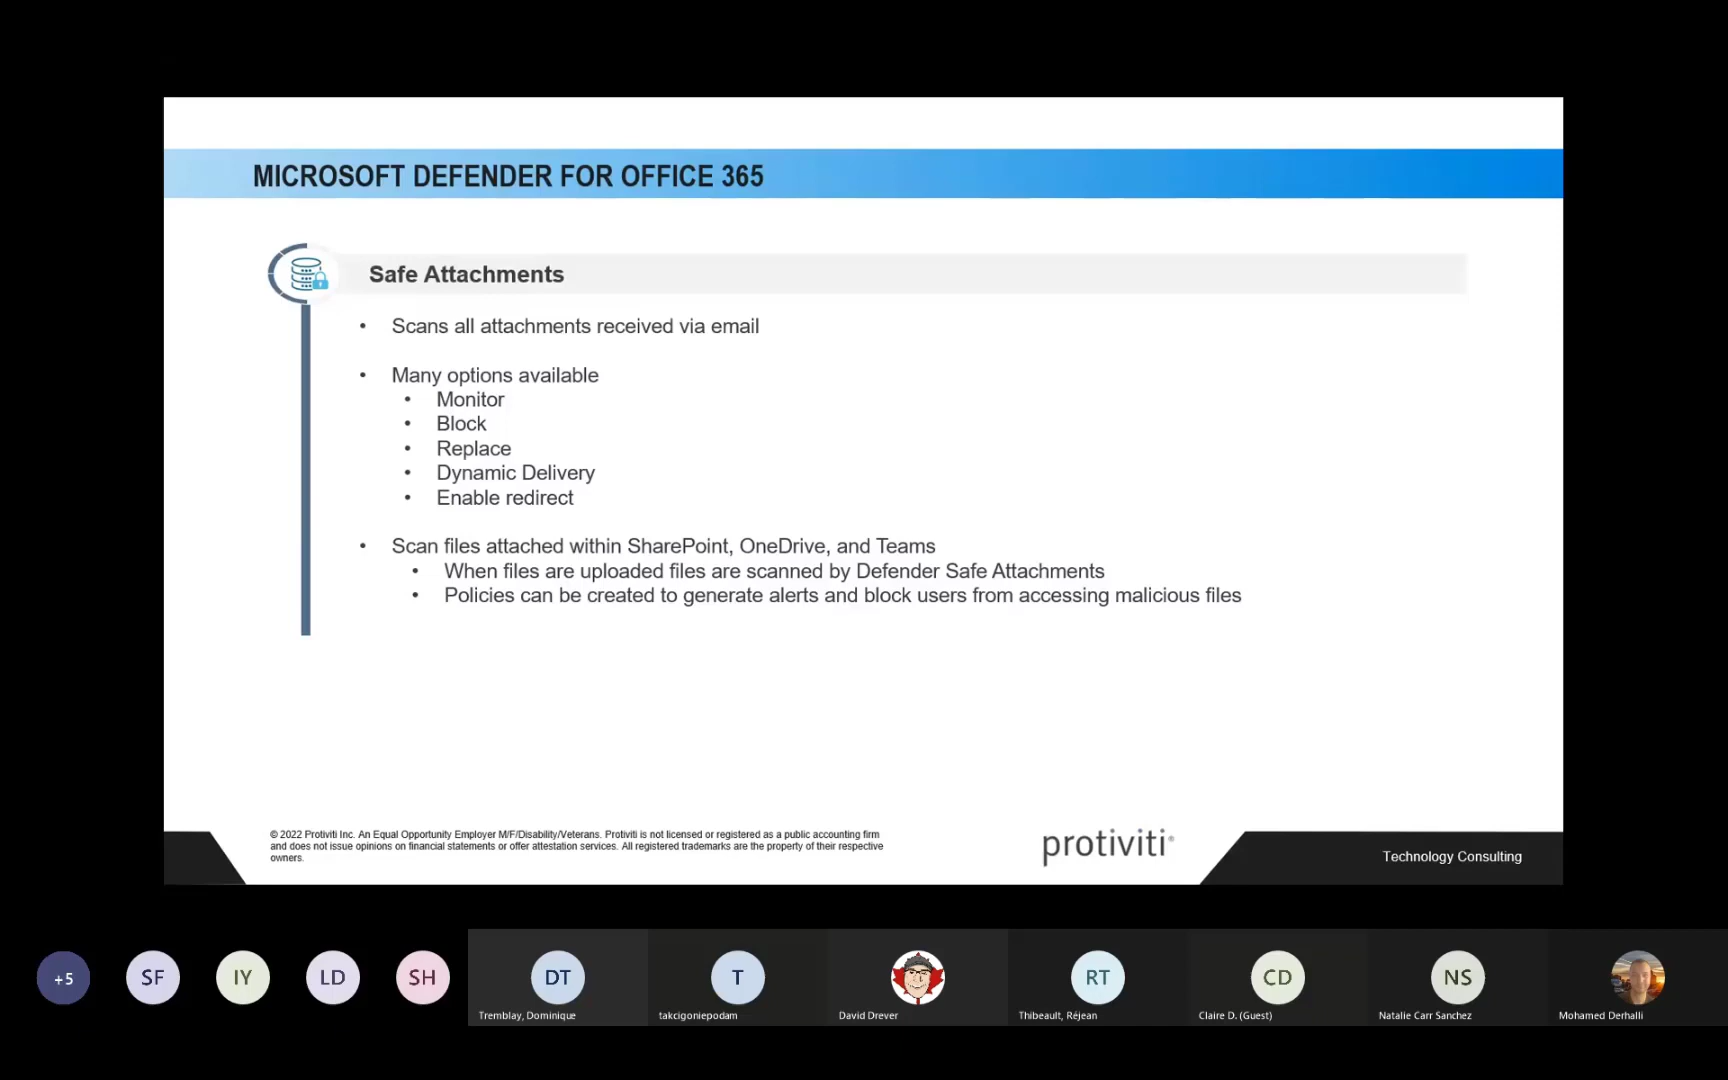 MICROSOFT DEFENDER FOR OFFICE 365
Safe Attachments
• Scans all attachments received via email
• Many options available
• Monitor
• Block
• Replace
• Dynamic Delivery
• Enable redirect
• Scan files attached within SharePoint, OneDrive, and Teams
• When files are uploaded files are scanned by Defender Safe Attachments
• Policies can be created to generate alerts and block users from accessing malicious files
© 2022 Protiviti Inc. An Equal Opportunity Employer M/F/Disability/Veterans. Protiviti is not licensed or registered as a public accounting firm
and does not issue opinions on financial statements or offer attestation services. All registered trademarks are the property of their respective
owners.
protiviti®
Technology Consulting
+5
SF
IY
LD
SH
DT
T
RT
CD
NS
Tremblay, Dominique
takcigoniepodam
David Drever
Thibeault, Réjean
Claire D. (Guest)
Natalie Carr Sanchez
Mohamed Derhalli